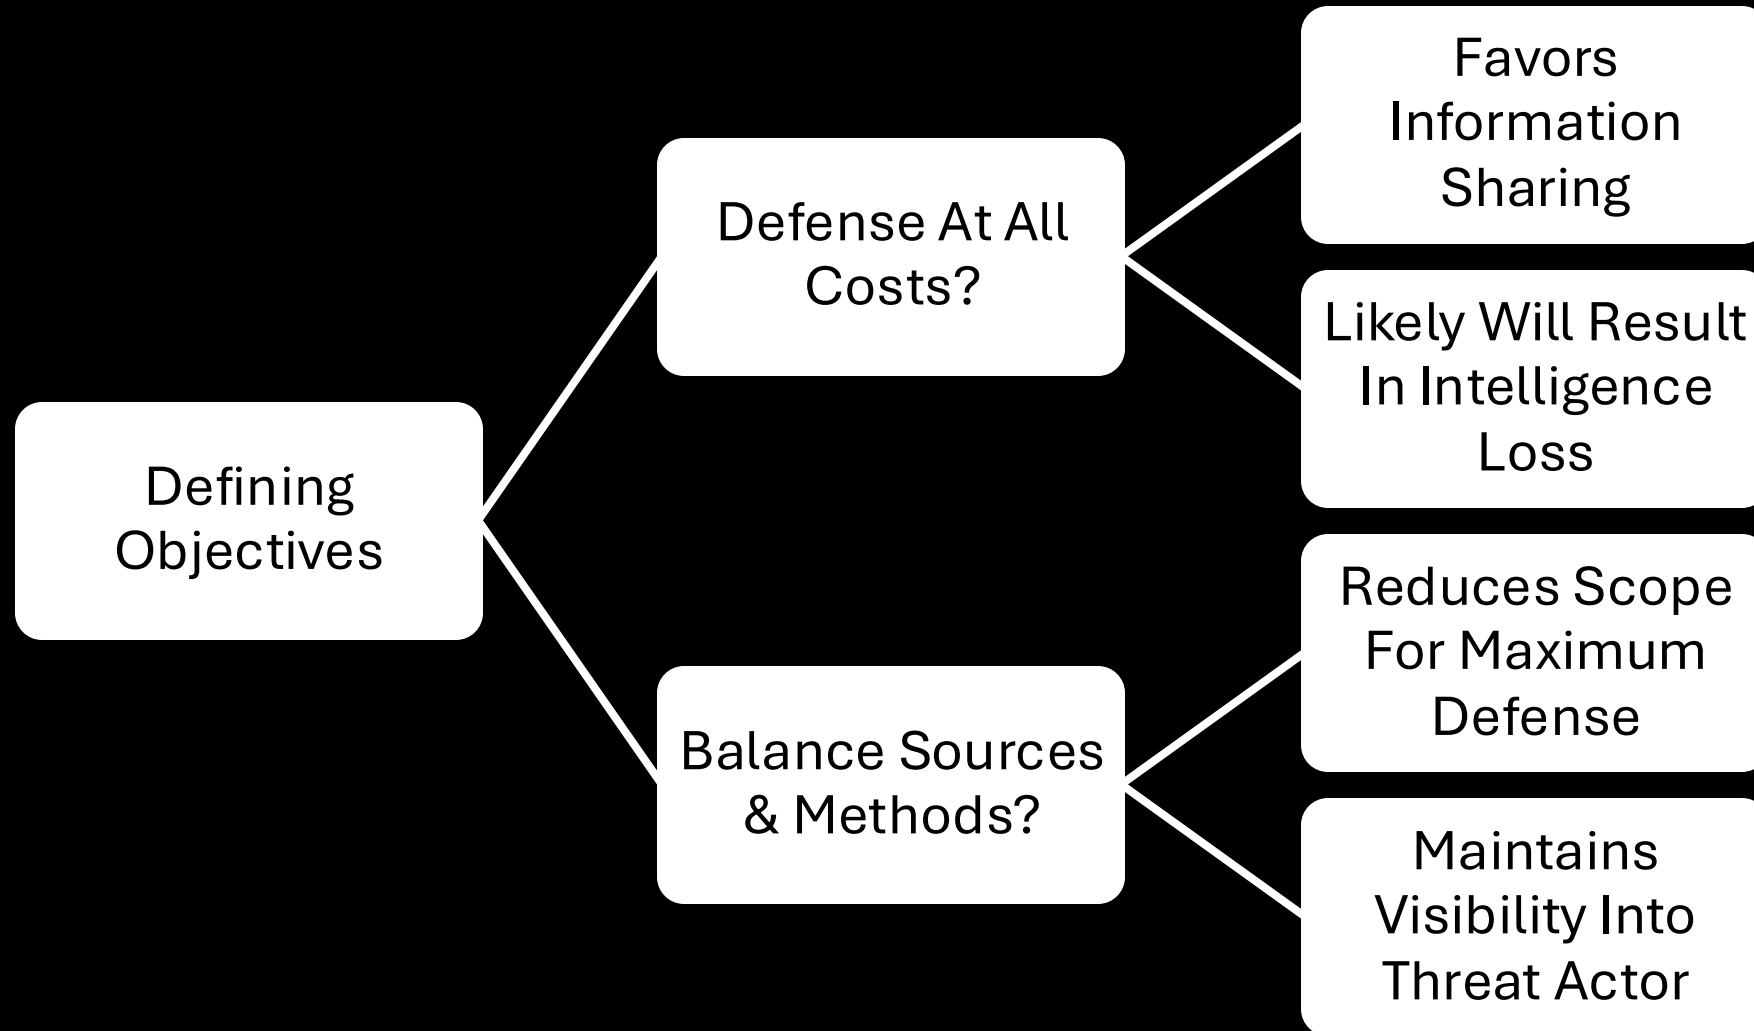 Defining
Objectives
Defense At All
Costs?
Favors
Information
Sharing
Likely Will Result
In Intelligence
Loss
Balance Sources
& Methods?
Reduces Scope
For Maximum
Defense
Maintains
Visibility Into
Threat Actor